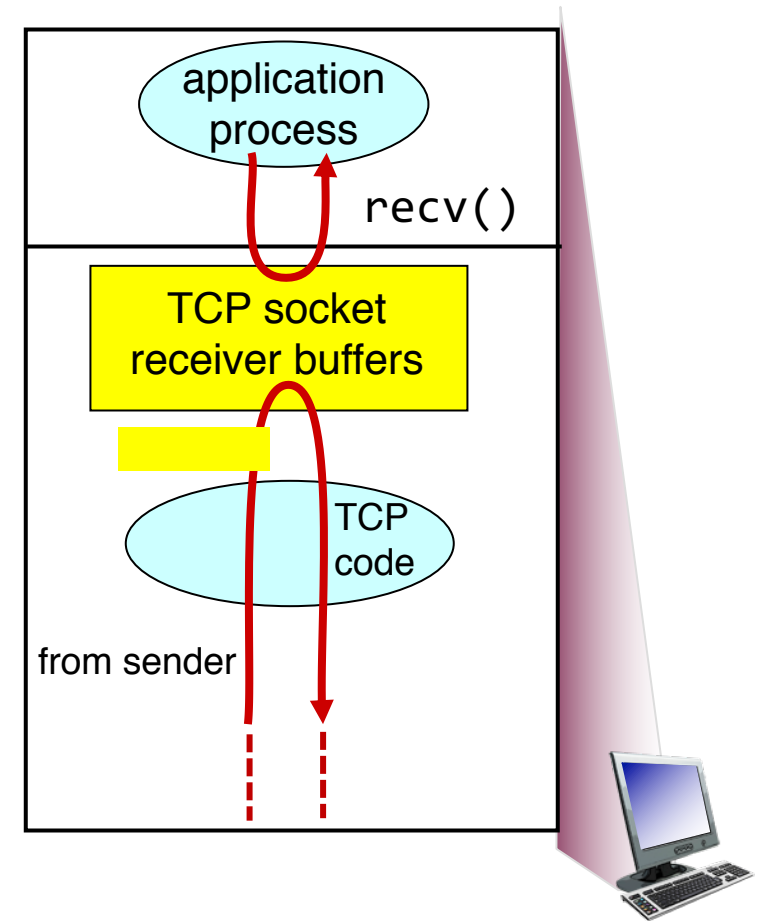 application
process
recv()
TCP socket
receiver buffers
TCP
code
from sender